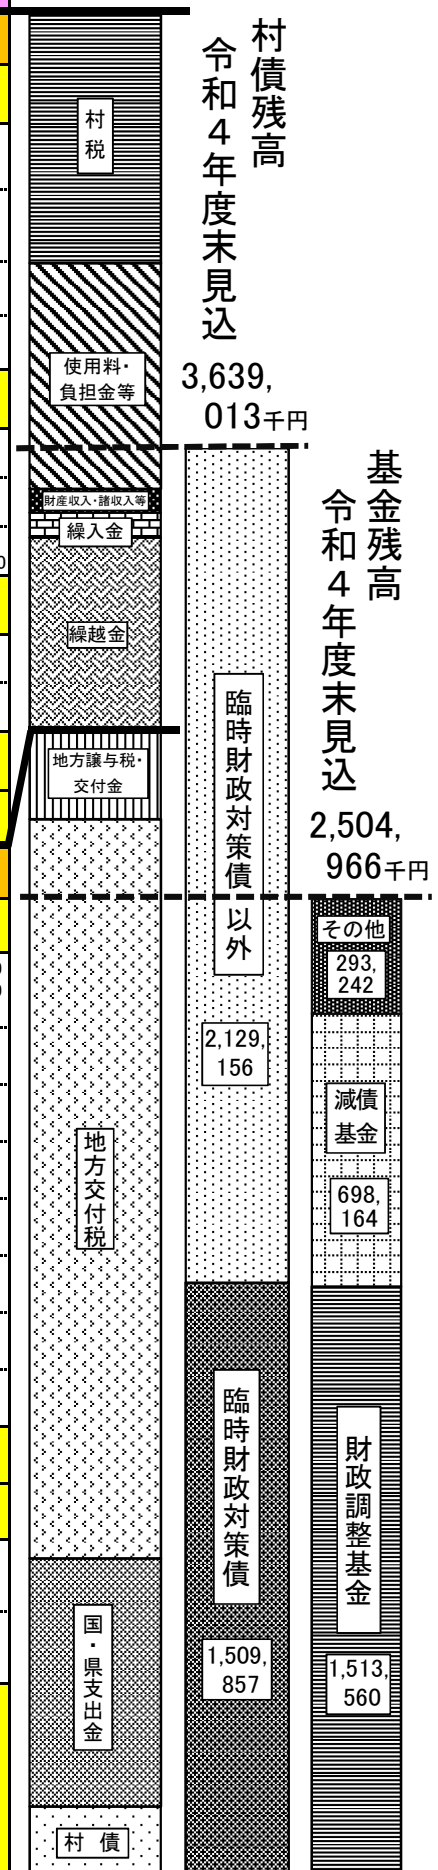 村債残高
令和４年度末見込
3,639,
013千円
基金残高
令和４年度末見込
2,504,
966千円
村
税
使用料・
負担金等
財産収入・諸収入等
繰入金
繰越金
地方譲与税・
交付金
地方交付税
国・県支出金
村 債
臨時財政対策債 以外
2,129,
156
臨時財政対策債
1,509,
857
その他
293,
242
減債
基金
698,
164
財政調整基金
1,513,
560